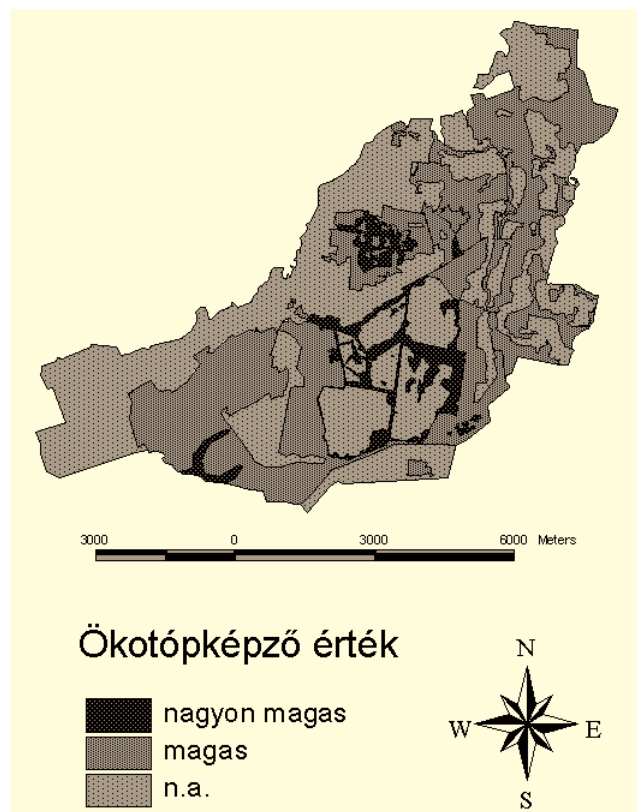 3000 0 3000 6000 Meters
Ökotópképző érték
nagyon magas
magas
n.a.
N
W E
S